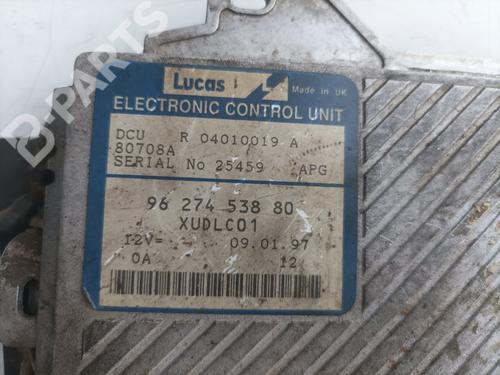 B-PARTS
Lucas
Made in UK
ELECTRONIC CONTROL UNIT
DCU R 04010019 A
80708A
SERIAL No 25459 APG
96 274 538 80
XUDLC01
12V= 09.01.97
0A 12
B-PARTS